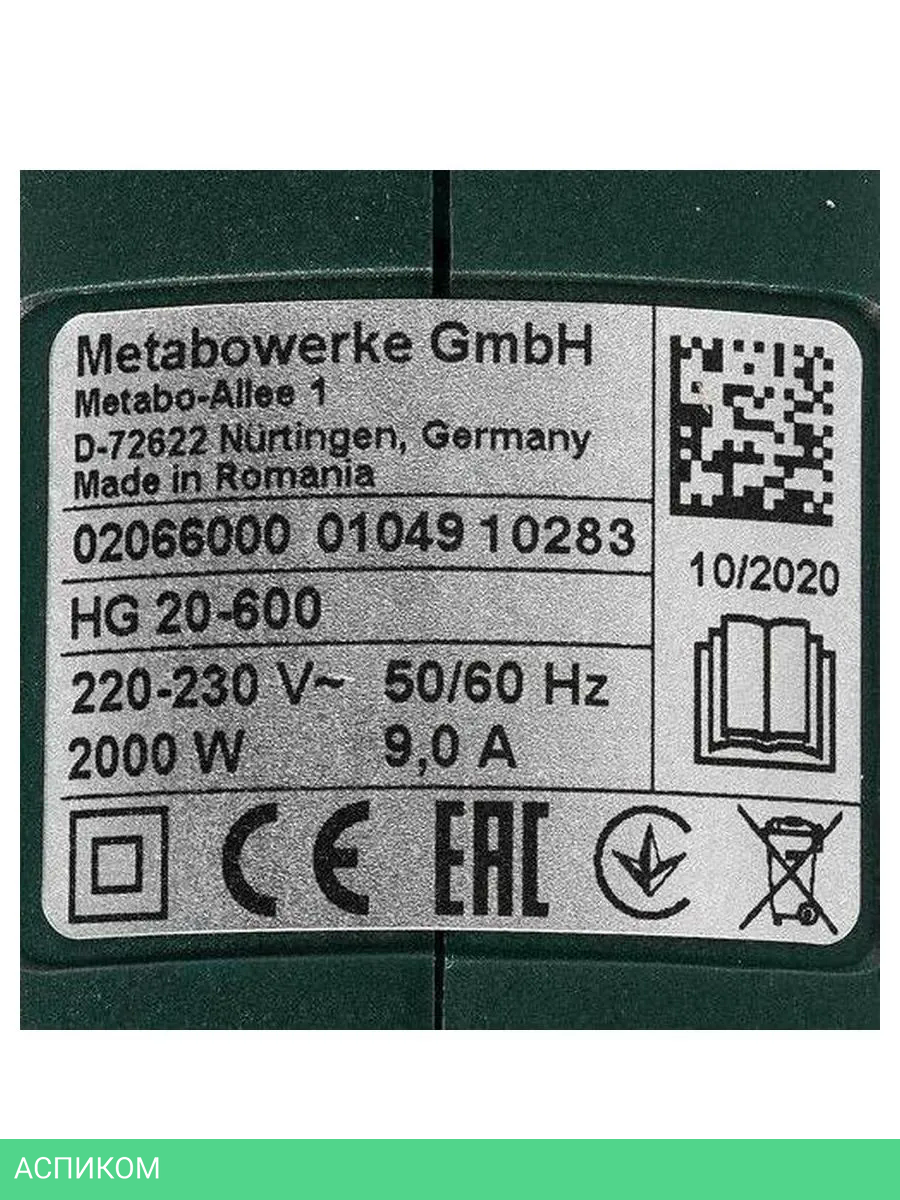 Metabowerke GmbH
Metabo-Allee 1
D-72622 Nürtingen, Germany
Made in Romania
02066000 01049 10283
10/2020
HG 20-600
220-230 V~ 50/60 Hz
2000 W 9,0 A
CE EAC
АСПИКОМ